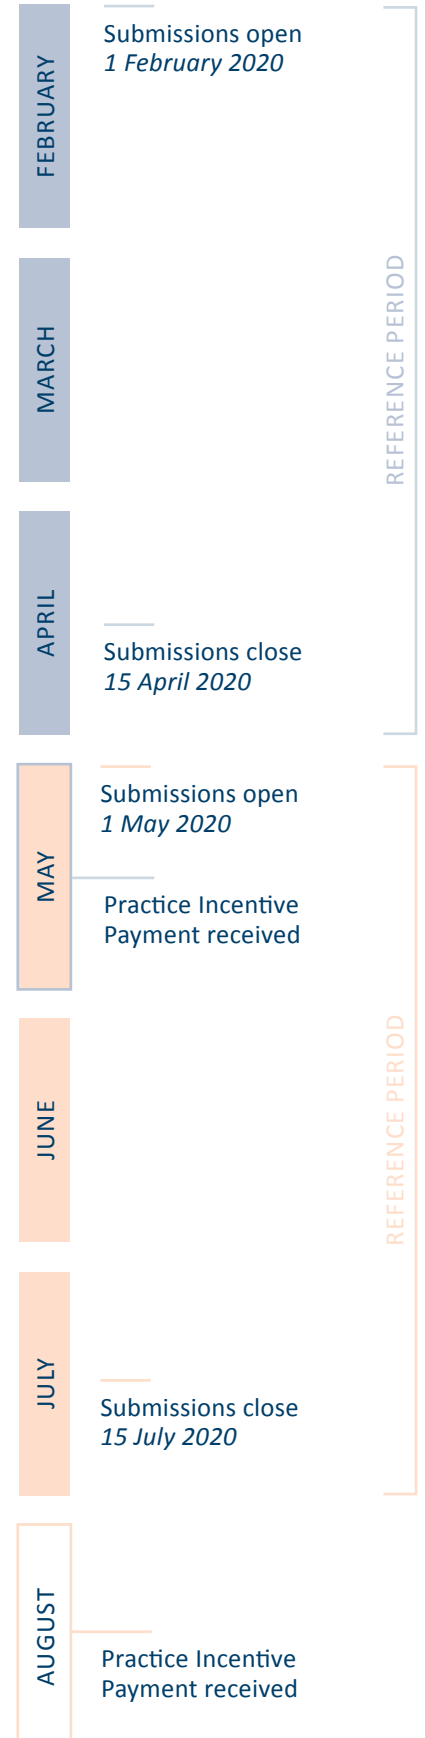 FEBRUARY
Submissions open
1 February 2020
MARCH
REFERENCE PERIOD
APRIL
Submissions close
15 April 2020
MAY
Submissions open
1 May 2020
Practice Incentive
Payment received
JUNE
REFERENCE PERIOD
JULY
Submissions close
15 July 2020
AUGUST
Practice Incentive
Payment received